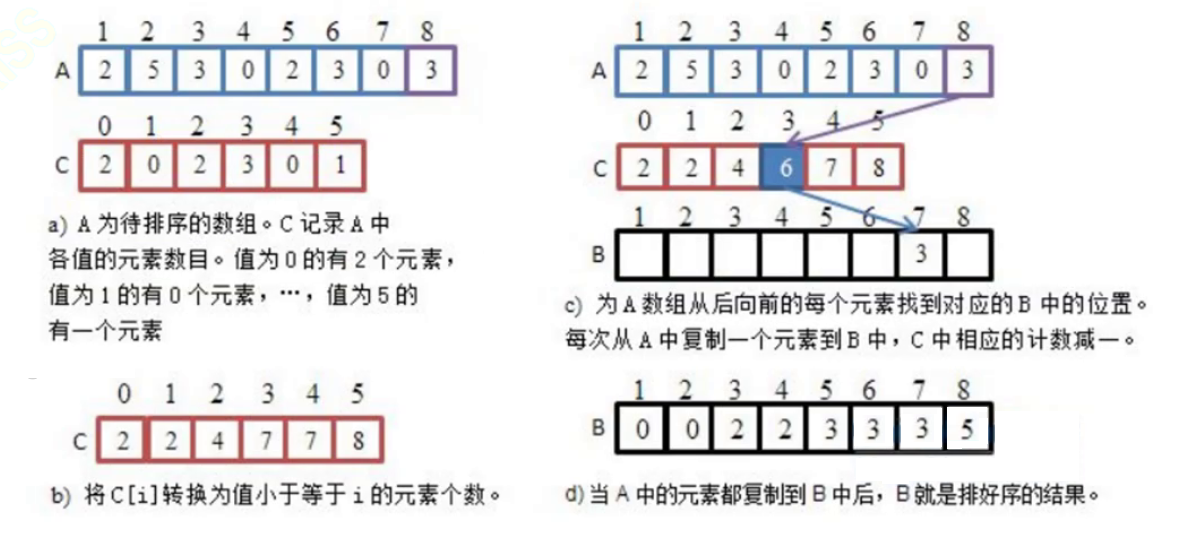 1 2 3 4 5 6 7 8
A 2 5 3 0 2 3 0 3
0 1 2 3 4 5
C 2 0 2 3 0 1
a) A 为待排序的数组。C 记录 A 中
各值的元素数目。值为 0 的有 2 个元素，
值为 1 的有 0 个元素，…，值为 5 的
有一个元素
0 1 2 3 4 5
C 2 2 4 7 7 8
b) 将C[i]转换为值小于等于 i 的元素个数。
1 2 3 4 5 6 7 8
A 2 5 3 0 2 3 0 3
0 1 2 3 4 5
C 2 2 4 6 7 8
1 2 3 4 5 6 7 8
B 3
c) 为 A 数组从后向前的每个元素找到对应的 B 中的位置。
每次从 A 中复制一个元素到 B 中，C 中相应的计数减一。
1 2 3 4 5 6 7 8
B 0 0 2 2 3 3 3 5
d) 当 A 中的元素都复制到 B 中后，B 就是排好序的结果。